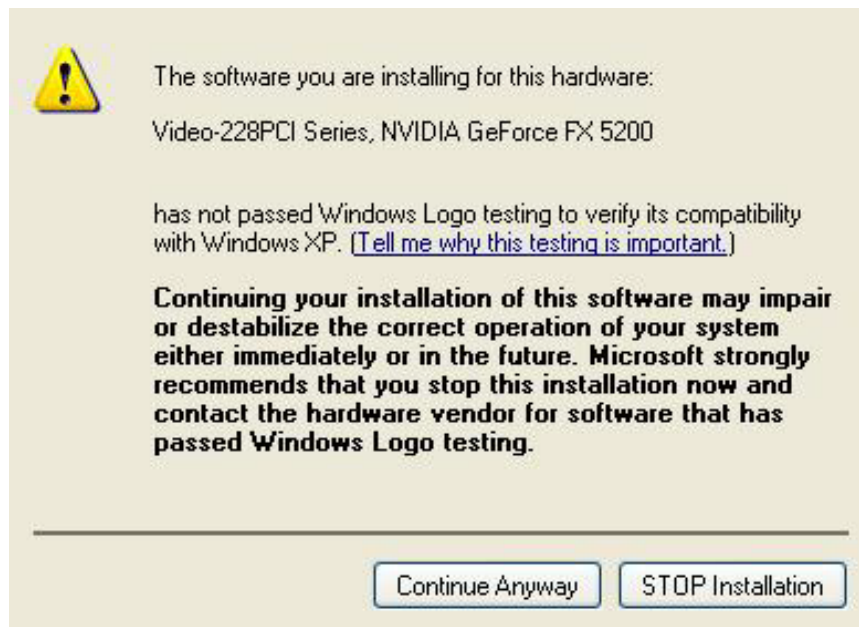 The software you are installing for this hardware:
Video-228PCI Series, NVIDIA GeForce FX 5200
has not passed Windows Logo testing to verify its compatibility
with Windows XP. (Tell me why this testing is important.)
Continuing your installation of this software may impair
or destabilize the correct operation of your system
either immediately or in the future. Microsoft strongly
recommends that you stop this installation now and
contact the hardware vendor for software that has
passed Windows Logo testing.
Continue Anyway
STOP Installation